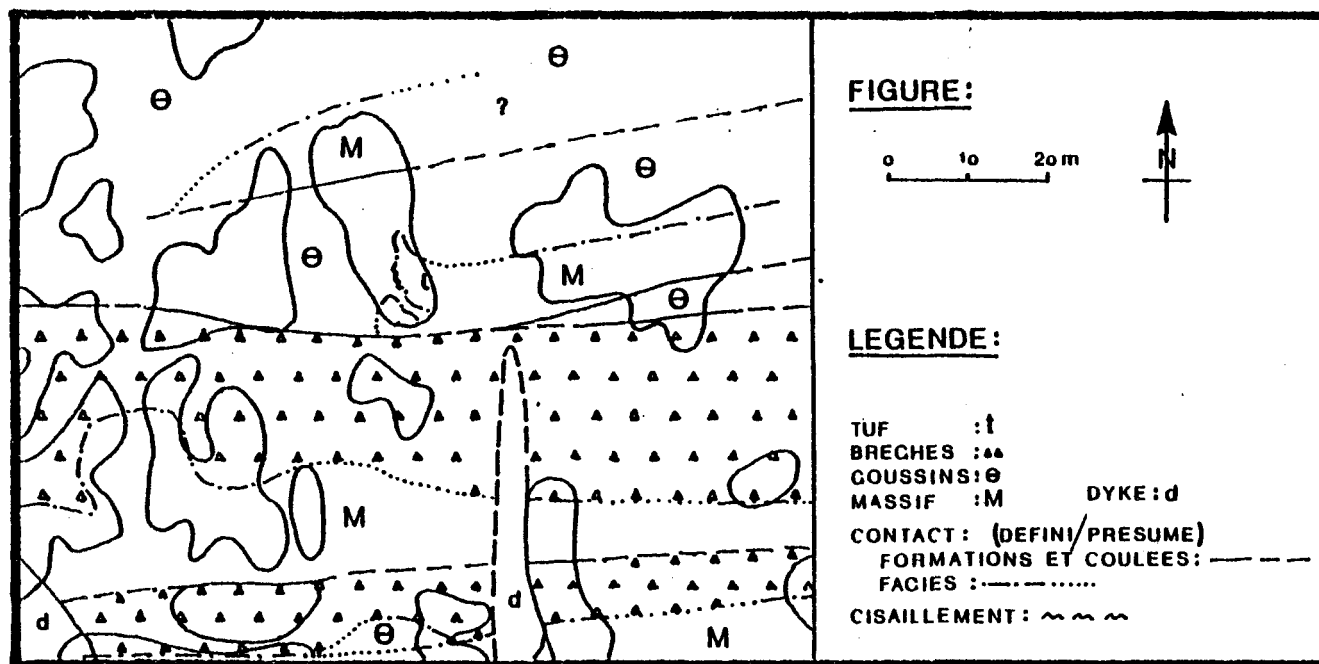 FIGURE:
0 10 20 m
N
LEGENDE:
TUF : t
BRECHES : ▲▲
COUSSINS : Θ
MASSIF : M DYKE : d
CONTACT : (DEFINI/PRESUME)
FORMATIONS ET COULEES :
FACIES :
CISAILLEMENT :
Θ
Θ
?
M
Θ
Θ
t
M
Θ
M
d
d
Θ
M